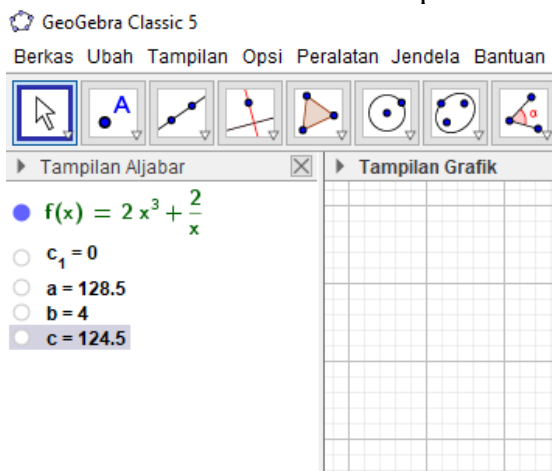 GeoGebra Classic 5
Berkas Ubah Tampilan Opsi Peralatan Jendela Bantuan
A
α
Tampilan Aljabar
Tampilan Grafik
f(x) = 2 x³ + 2/x
c₁ = 0
a = 128.5
b = 4
c = 124.5